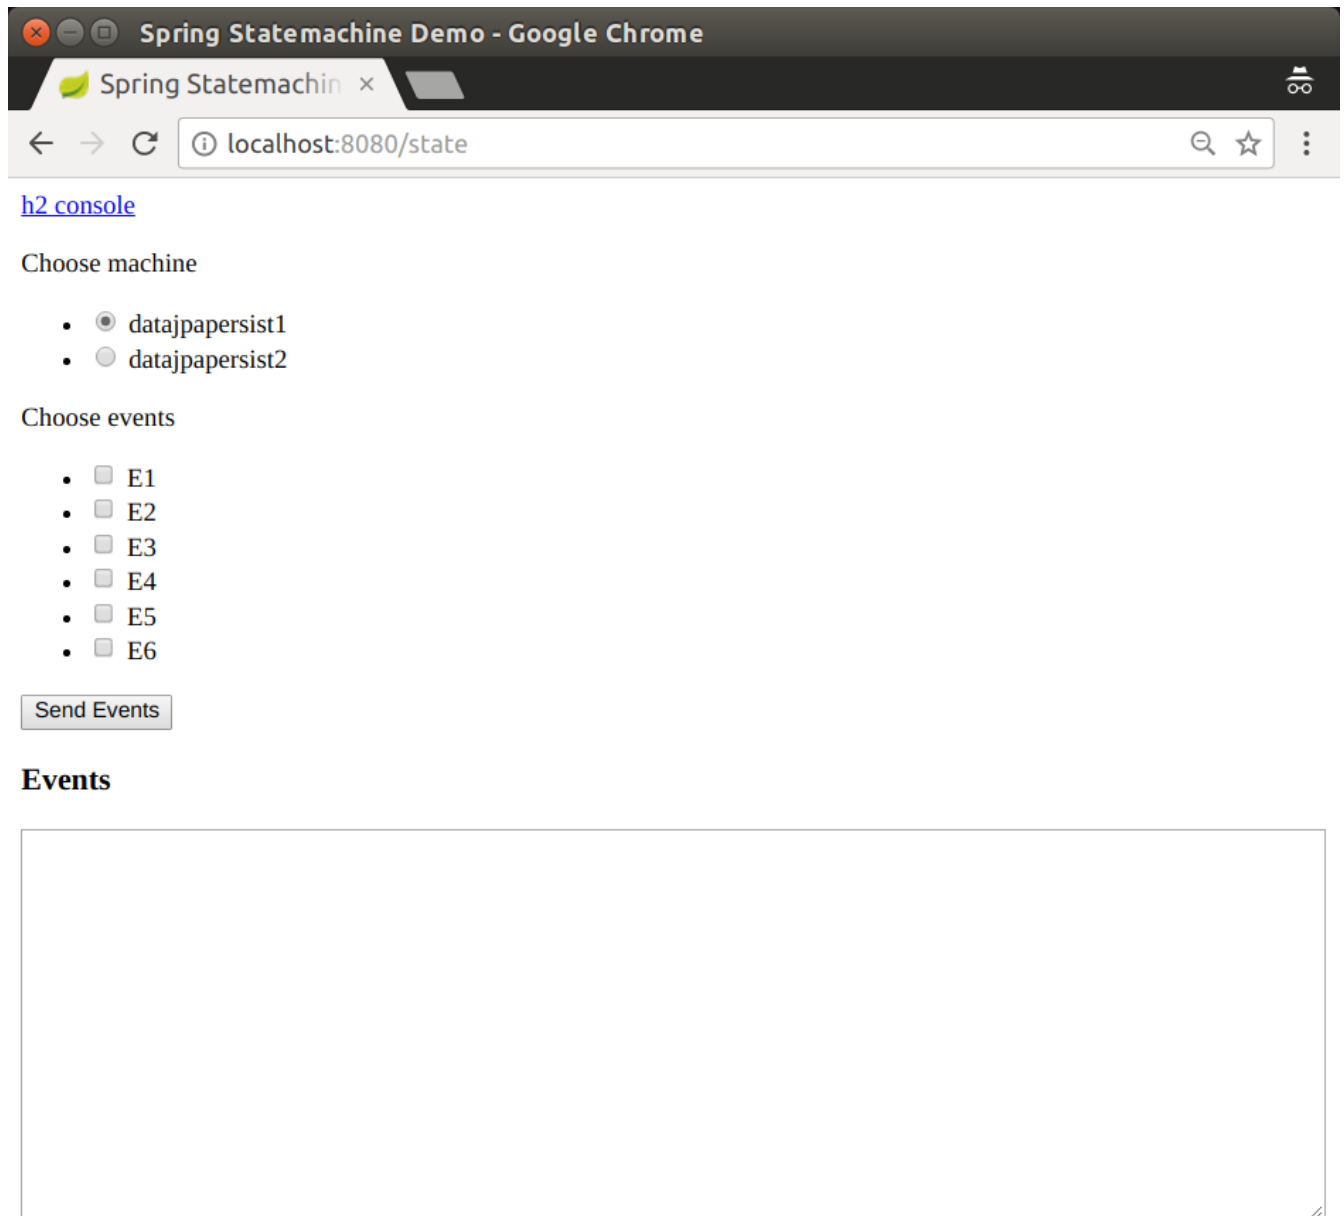 Spring Statemachine Demo - Google Chrome
Spring Statemachin
localhost:8080/state
h2 console
Choose machine
datajpapersist1
datajpapersist2
Choose events
E1
E2
E3
E4
E5
E6
Send Events
Events